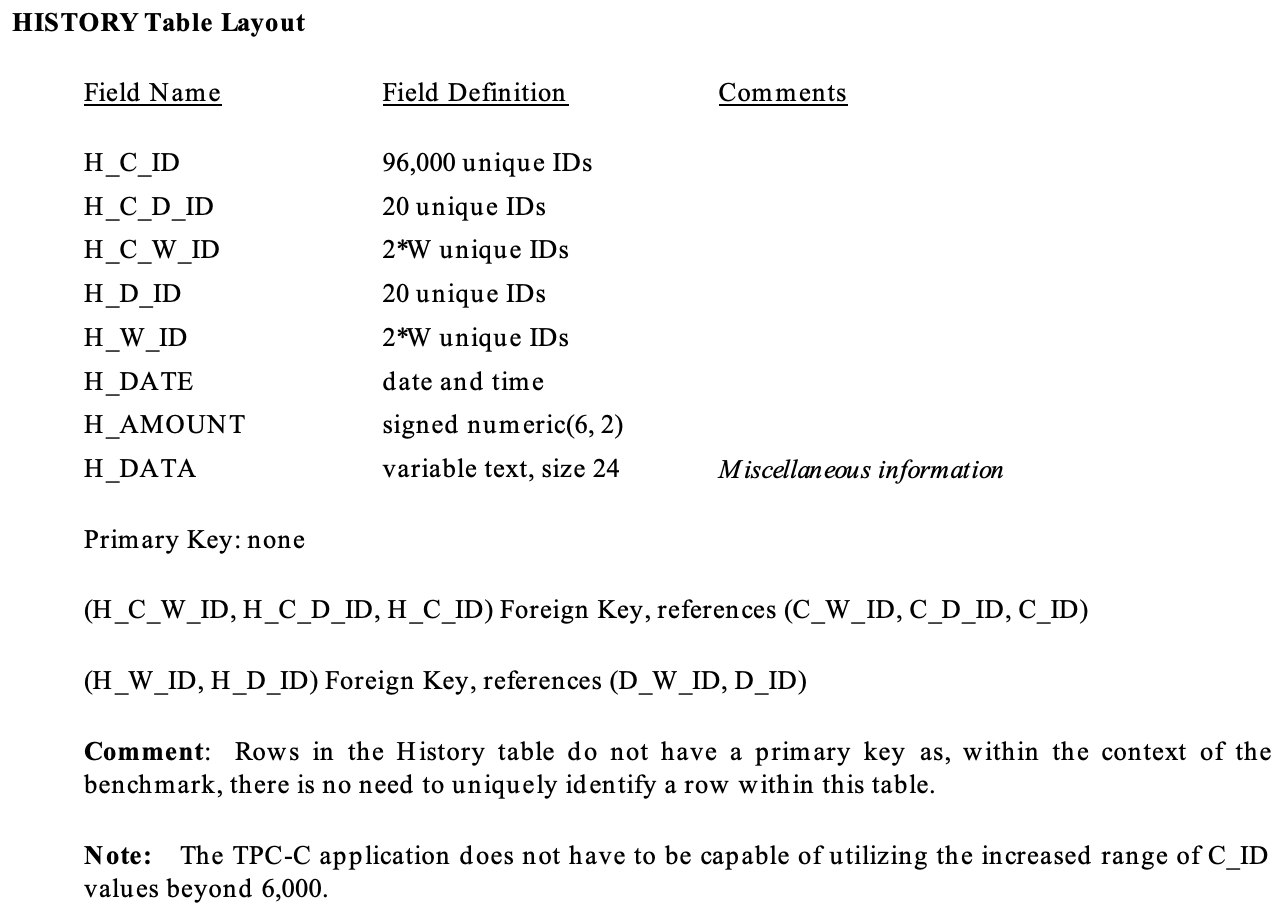 HISTORY Table Layout
Field Name Field Definition Comments
H_C_ID 96,000 unique IDs
H_C_D_ID 20 unique IDs
H_C_W_ID 2*W unique IDs
H_D_ID 20 unique IDs
H_W_ID 2*W unique IDs
H_DATE date and time
H_AMOUNT signed numeric(6, 2)
H_DATA variable text, size 24 Miscellaneous information
Primary Key: none
(H_C_W_ID, H_C_D_ID, H_C_ID) Foreign Key, references (C_W_ID, C_D_ID, C_ID)
(H_W_ID, H_D_ID) Foreign Key, references (D_W_ID, D_ID)
Comment: Rows in the History table do not have a primary key as, within the context of the
benchmark, there is no need to uniquely identify a row within this table.
Note: The TPC-C application does not have to be capable of utilizing the increased range of C_ID
values beyond 6,000.